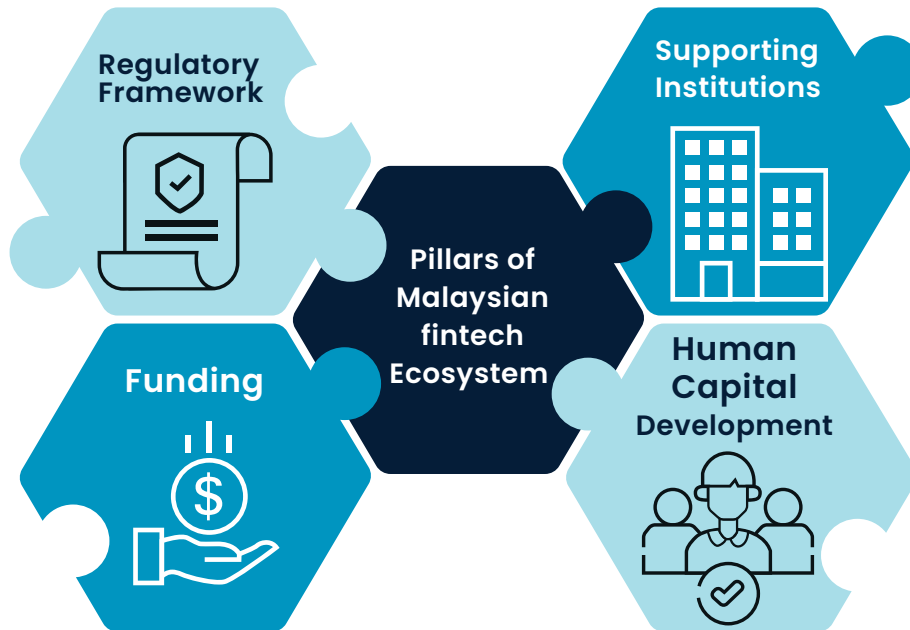 Regulatory
Framework
Supporting
Institutions
Pillars of
Malaysian
fintech
Ecosystem
Funding
$
Human
Capital
Development